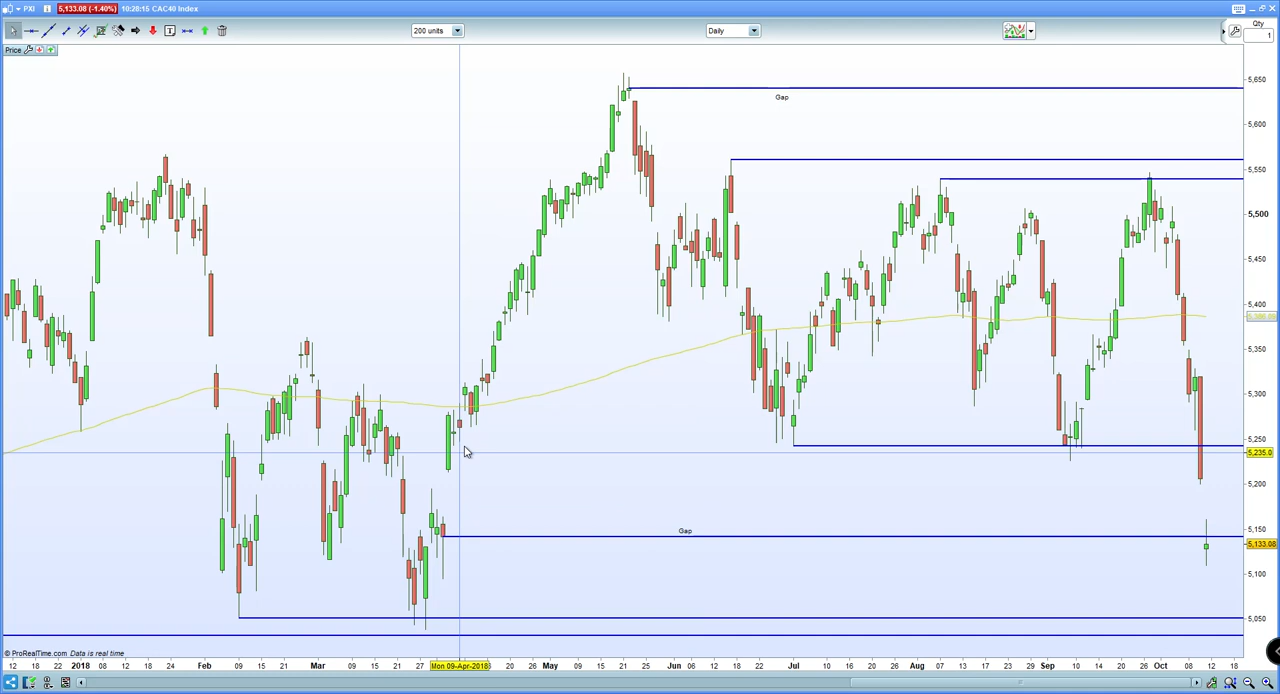 PXI 5,133.08 (-1.40%) 10:28:15 CAC40 Index
Qty
200 units Daily 1
Price
5,650
Gap
5,600
5,550
5,500
5,450
5,400
5,350
5,300
5,250
5,235.0
5,200
Gap
5,150
5,133.08
5,100
5,050
© ProRealTime.com Data is real time
12 18 22 2018 08 12 18 24 Feb 09 15 21 27 Mar 09 15 21 27 Mon 09-Apr-2018 20 26 May 09 15 21 25 Jun 06 12 18 22 Jul 10 16 20 26 Aug 07 13 17 23 29 Sep 10 14 20 26 Oct 08 12 18